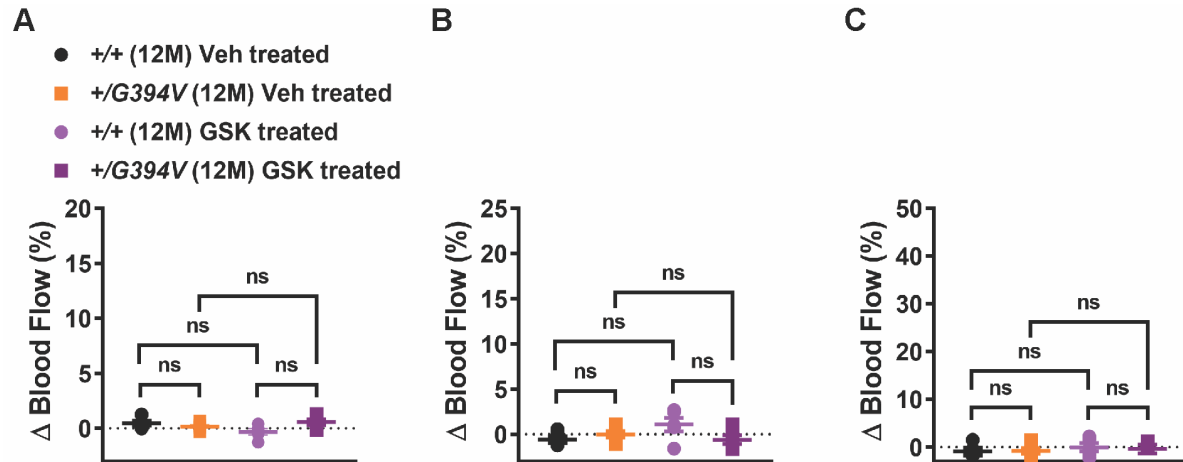 A
B
C
+/+ (12M) Veh treated
+/G394V (12M) Veh treated
+/+ (12M) GSK treated
+/G394V (12M) GSK treated
Δ Blood Flow (%)
20
15
10
5
0
ns
ns
ns
ns
Δ Blood Flow (%)
25
20
15
10
5
0
ns
ns
ns
ns
Δ Blood Flow (%)
50
40
30
20
10
0
ns
ns
ns
ns